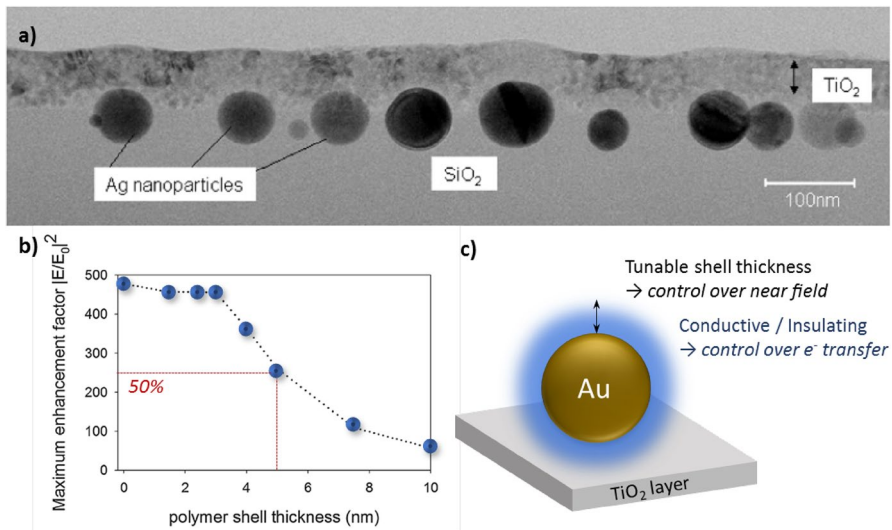 a)
TiO₂
Ag nanoparticles
SiO₂
100nm
b)
Maximum enhancement factor |E/E₀|²
500
400
300
200
100
0
50%
0
2
4
6
8
10
polymer shell thickness (nm)
c)
Tunable shell thickness
→ control over near field
Conductive / Insulating
→ control over e⁻ transfer
Au
TiO₂ layer